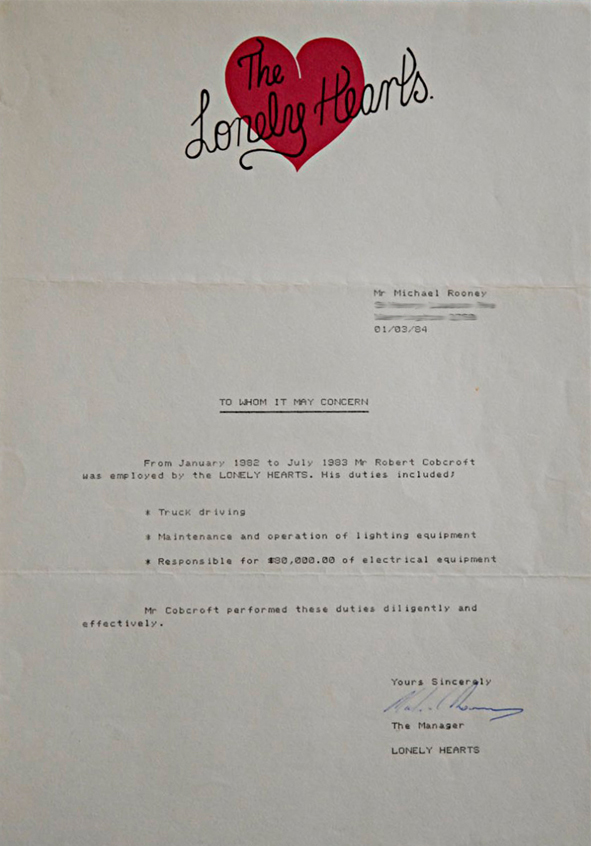 The
Lonely Hearts.
Mr Michael Rooney
01/03/84
TO WHOM IT MAY CONCERN
From January 1982 to July 1983 Mr Robert Cobcroft
was employed by the LONELY HEARTS. His duties included;
* Truck driving
* Maintenance and operation of lighting equipment
* Responsible for $80,000.00 of electrical equipment
Mr Cobcroft performed these duties diligently and
effectively.
Yours Sincerely
The Manager
LONELY HEARTS